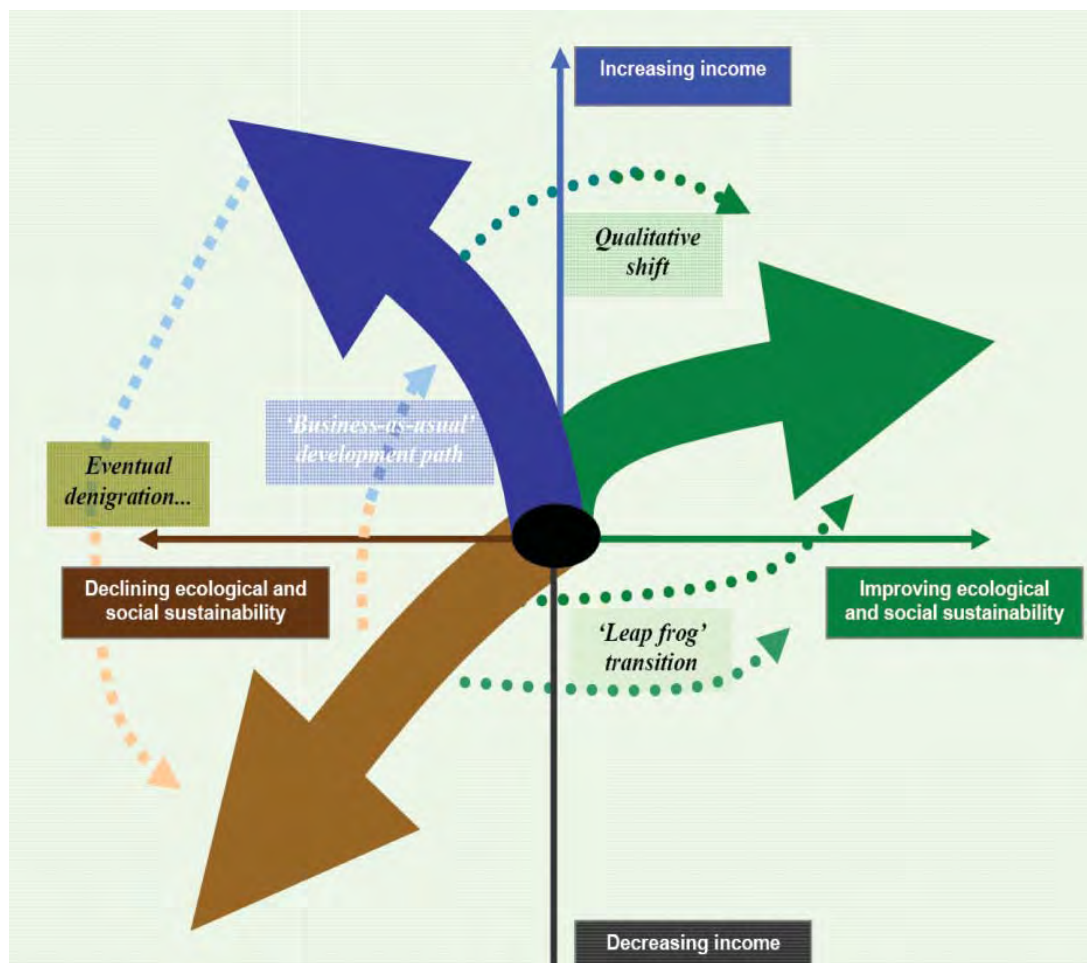 Increasing income
Qualitative
shift
'Business-as-usual'
development path
Eventual
denigration...
Declining ecological and
social sustainability
Improving ecological
and social sustainability
'Leap frog'
transition
Decreasing income